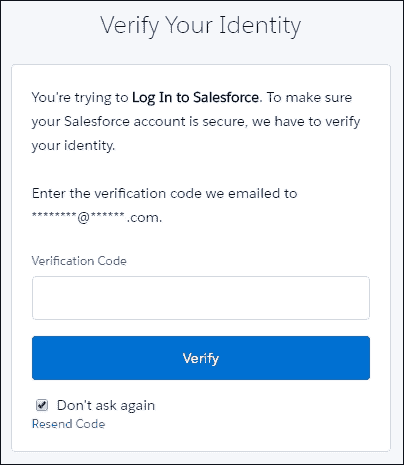 Verify Your Identity
You're trying to Log In to Salesforce. To make sure
your Salesforce account is secure, we have to verify
your identity.
Enter the verification code we emailed to
********@******.com.
Verification Code
Verify
Don't ask again
Resend Code